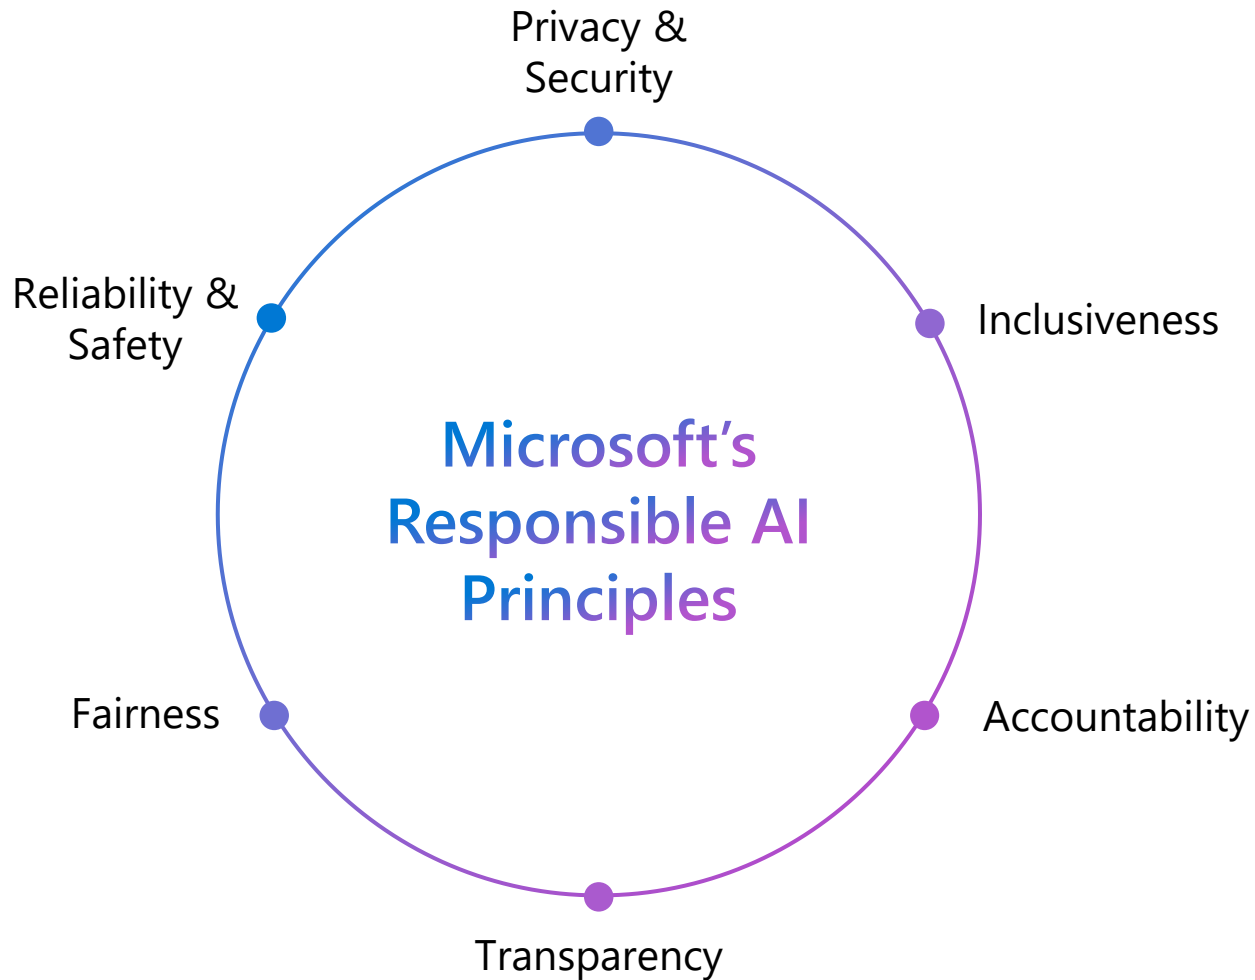 Privacy &
Security
Reliability &
Safety
Inclusiveness
Microsoft’s
Responsible AI
Principles
Fairness
Accountability
Transparency